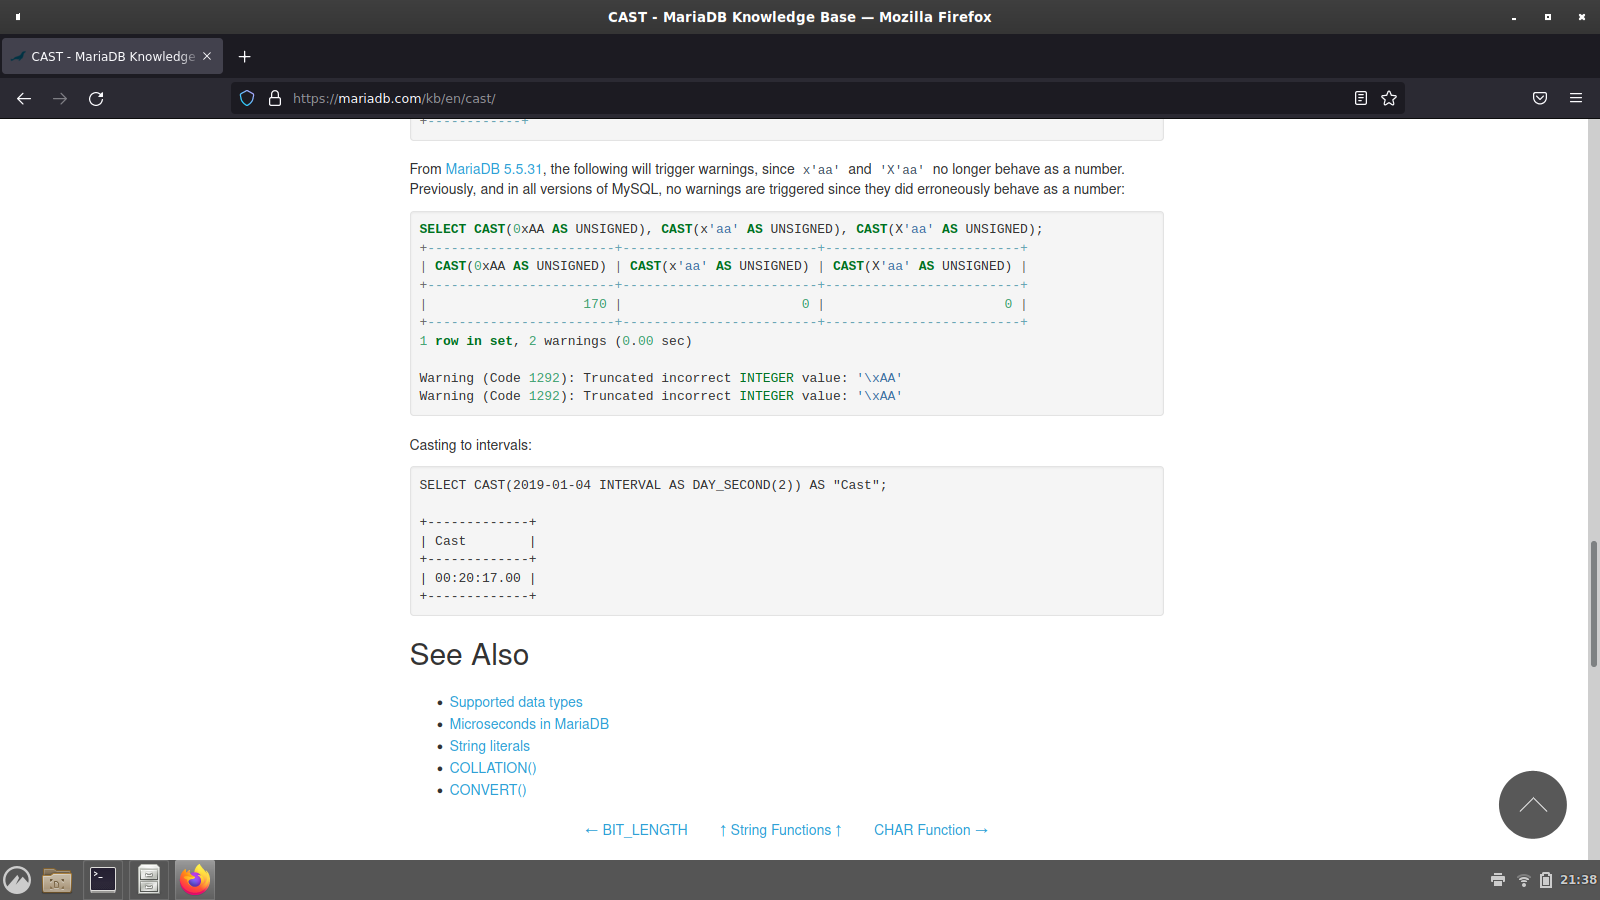 CAST - MariaDB Knowledge Base — Mozilla Firefox
CAST - MariaDB Knowledge
https://mariadb.com/kb/en/cast/
+------------+
From MariaDB 5.5.31, the following will trigger warnings, since x'aa' and 'X'aa' no longer behave as a number.
Previously, and in all versions of MySQL, no warnings are triggered since they did erroneously behave as a number:
SELECT CAST(0xAA AS UNSIGNED), CAST(x'aa' AS UNSIGNED), CAST(X'aa' AS UNSIGNED);
+------------------------+-------------------------+-------------------------+
| CAST(0xAA AS UNSIGNED) | CAST(x'aa' AS UNSIGNED) | CAST(X'aa' AS UNSIGNED) |
+------------------------+-------------------------+-------------------------+
|                    170 |                       0 |                       0 |
+------------------------+-------------------------+-------------------------+
1 row in set, 2 warnings (0.00 sec)
Warning (Code 1292): Truncated incorrect INTEGER value: '\xAA'
Warning (Code 1292): Truncated incorrect INTEGER value: '\xAA'
Casting to intervals:
SELECT CAST(2019-01-04 INTERVAL AS DAY_SECOND(2)) AS "Cast";
+-------------+
| Cast        |
+-------------+
| 00:20:17.00 |
+-------------+
See Also
• Supported data types
• Microseconds in MariaDB
• String literals
• COLLATION()
• CONVERT()
← BIT_LENGTH ↑ String Functions ↑ CHAR Function →
21:38